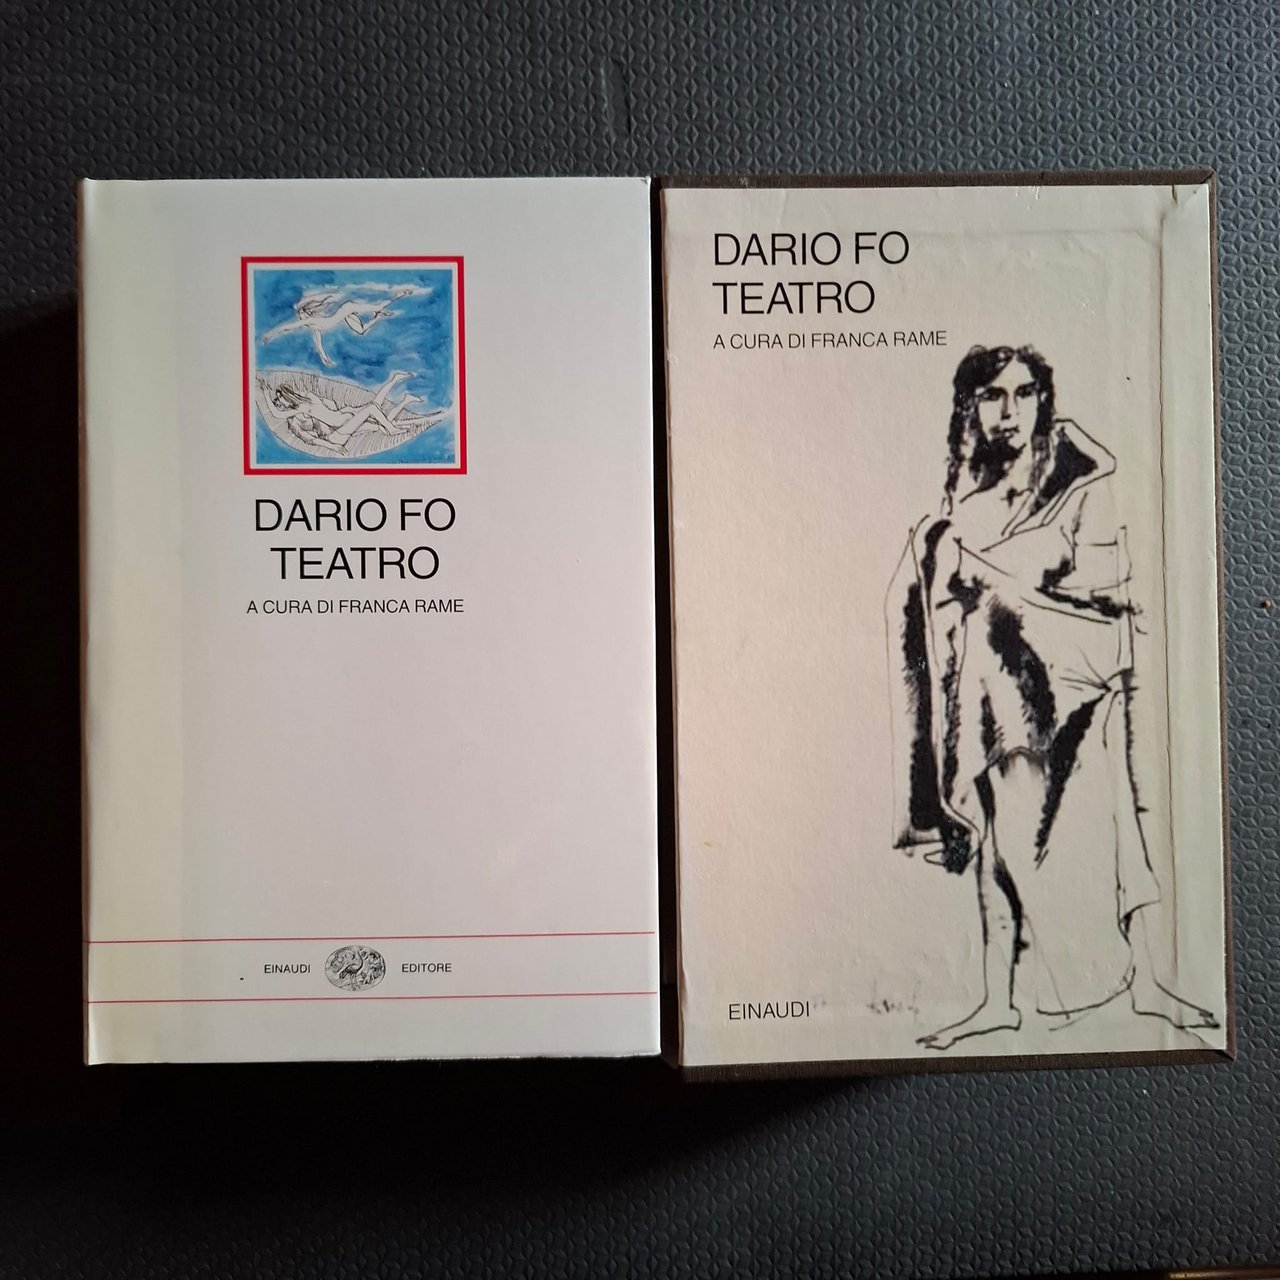 DARIO FO
TEATRO
A CURA DI FRANCA RAME
EINAUDI EDITORE
DARIO FO
TEATRO
A CURA DI FRANCA RAME
EINAUDI